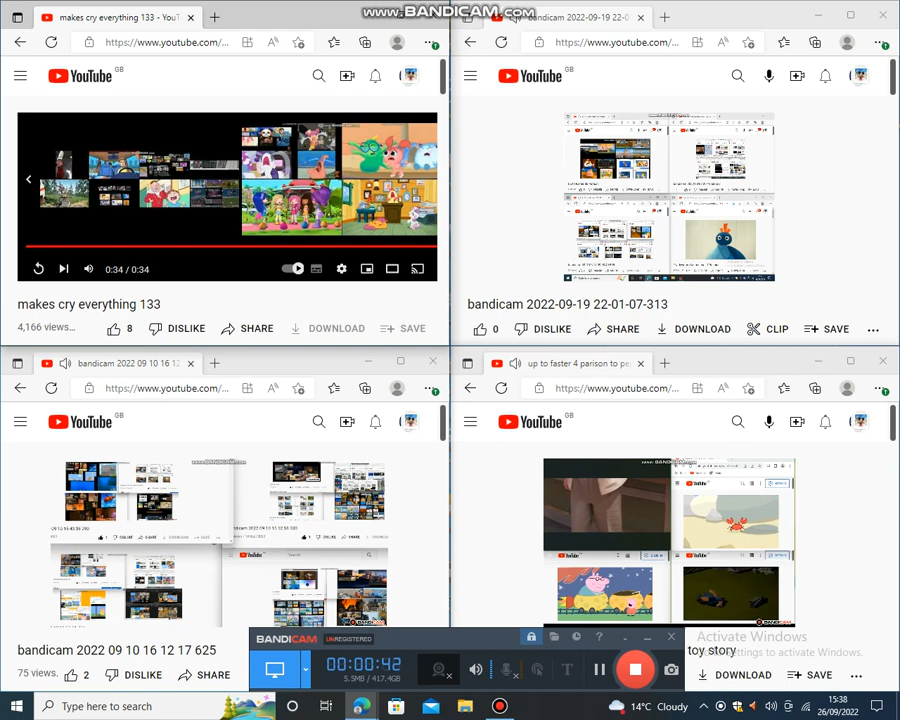 www.BANDICAM.com
makes cry everything 133 - YouT
bandicam 2022-09-19 22-0
https://www.youtube.com/...
https://www.youtube.com/...
YouTube GB
YouTube GB
0:34 / 0:34
makes cry everything 133
4,166 views...
8
DISLIKE
SHARE
DOWNLOAD
SAVE
bandicam 2022-09-19 22-01-07-313
0
DISLIKE
SHARE
DOWNLOAD
CLIP
SAVE
bandicam 2022 09 10 16 12
up to faster 4 parison to pe
https://www.youtube.com/...
https://www.youtube.com/...
YouTube GB
YouTube GB
bandicam 2022 09 10 16 12 17 625
75 views...
2
DISLIKE
SHARE
toy story
DOWNLOAD
SAVE
BANDICAM UNREGISTERED
00:00:42
5.5MB / 417.4GB
Activate Windows
to Settings to activate Windows.
Type here to search
14°C Cloudy
15:38
26/09/2022